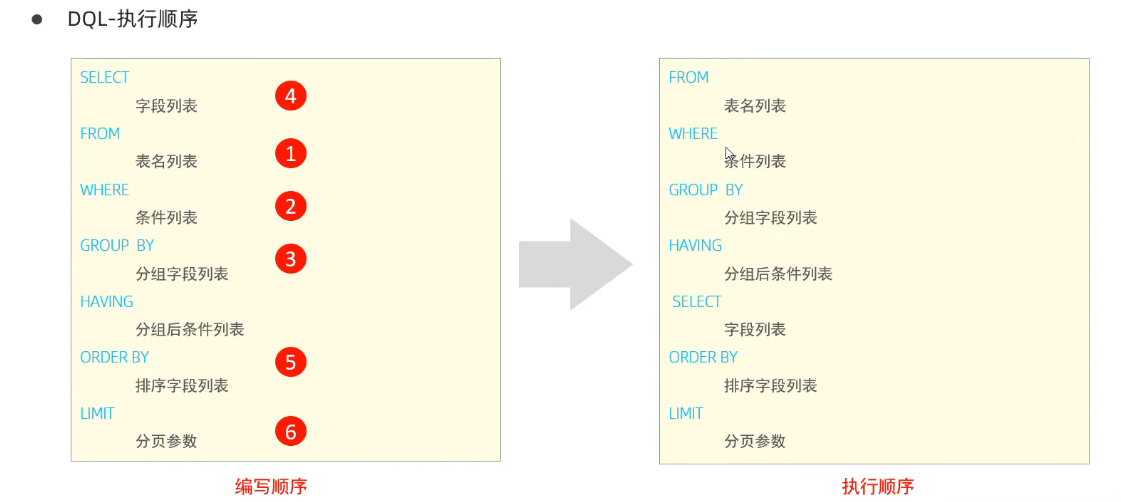 ● DQL-执行顺序
SELECT
字段列表
4
FROM
表名列表
1
WHERE
条件列表
2
GROUP BY
分组字段列表
3
HAVING
分组后条件列表
ORDER BY
排序字段列表
5
LIMIT
分页参数
6
编写顺序
FROM
表名列表
WHERE
条件列表
GROUP BY
分组字段列表
HAVING
分组后条件列表
SELECT
字段列表
ORDER BY
排序字段列表
LIMIT
分页参数
执行顺序